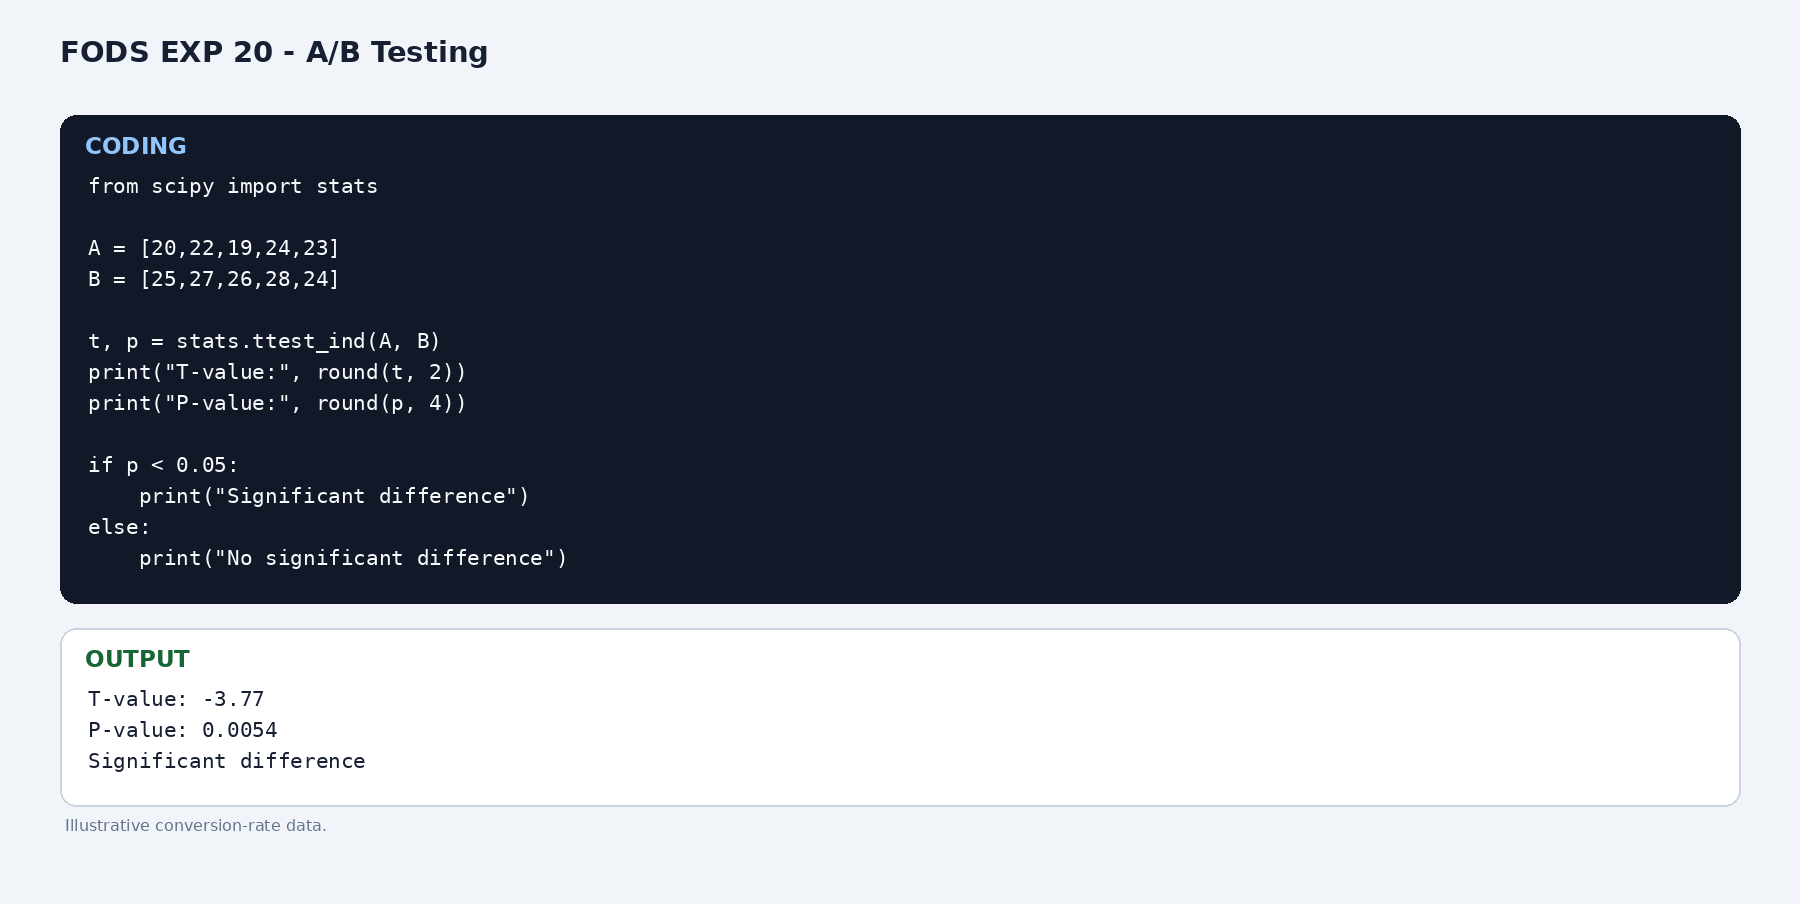 FODS EXP 20 - A/B Testing
CODING
from scipy import stats
A = [20,22,19,24,23]
B = [25,27,26,28,24]
t, p = stats.ttest_ind(A, B)
print("T-value:", round(t, 2))
print("P-value:", round(p, 4))
if p < 0.05:
    print("Significant difference")
else:
    print("No significant difference")
OUTPUT
T-value: -3.77
P-value: 0.0054
Significant difference
Illustrative conversion-rate data.